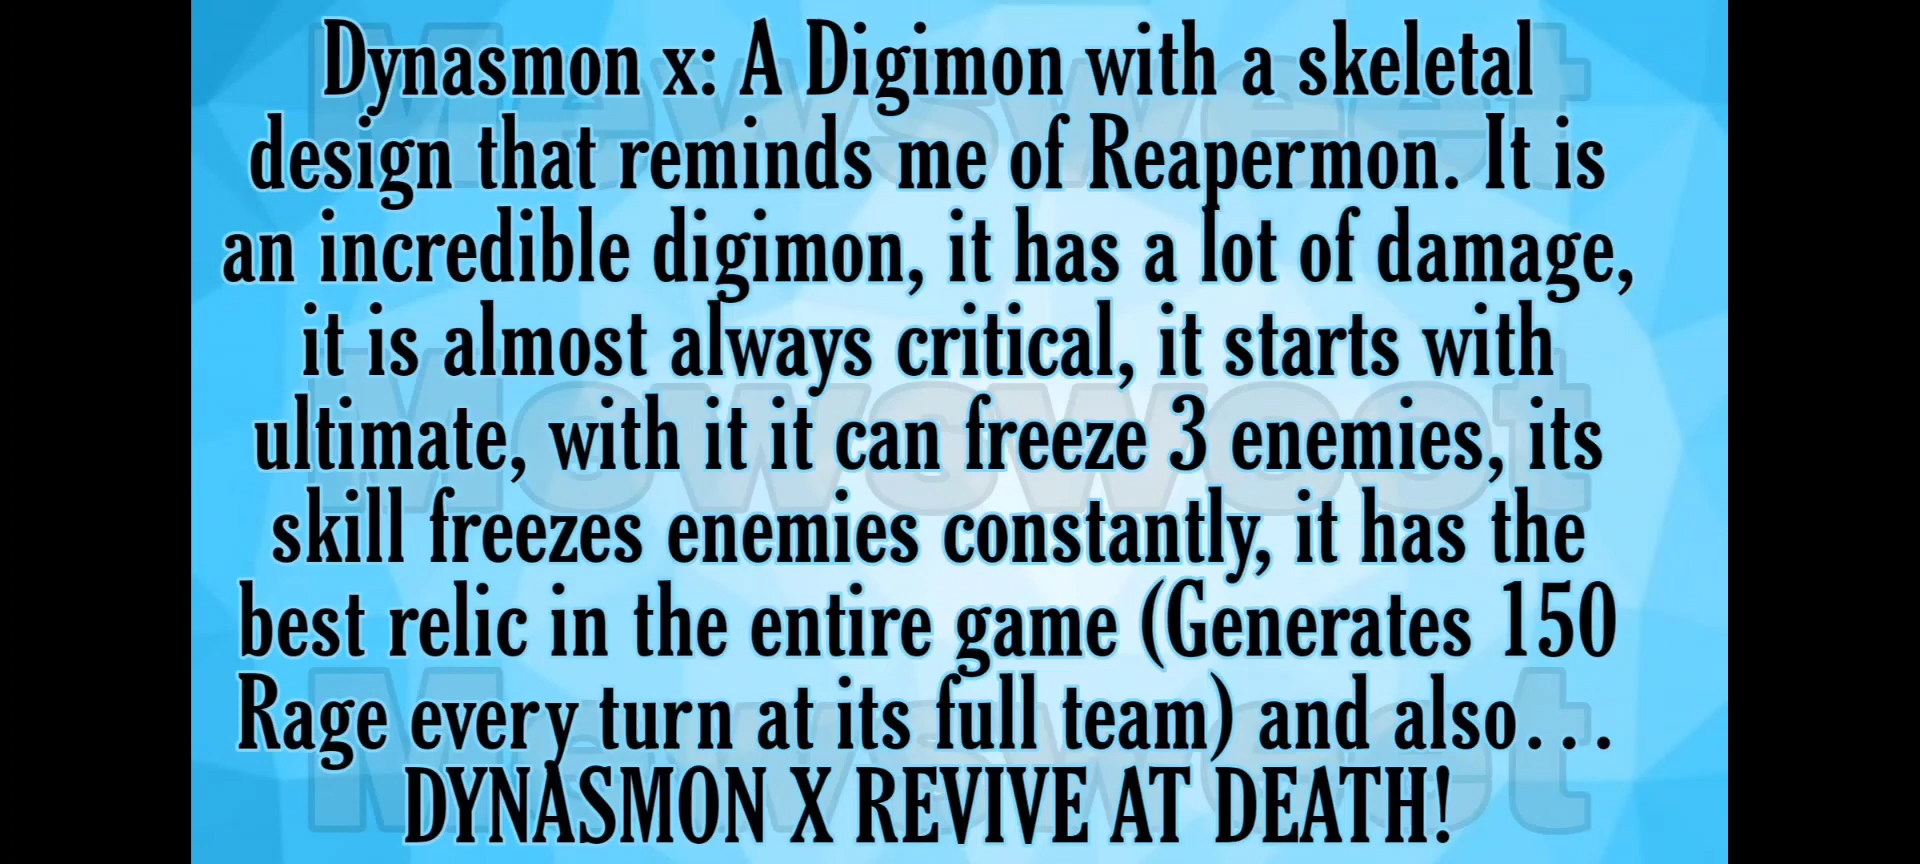 Dynasmon x: A Digimon with a skeletal
design that reminds me of Reapermon. It is
an incredible digimon, it has a lot of damage,
it is almost always critical, it starts with
ultimate, with it it can freeze 3 enemies, its
skill freezes enemies constantly, it has the
best relic in the entire game (Generates 150
Rage every turn at its full team) and also...
DYNASMON X REVIVE AT DEATH!
Mewsweet
Mewsweet
Mewsweet